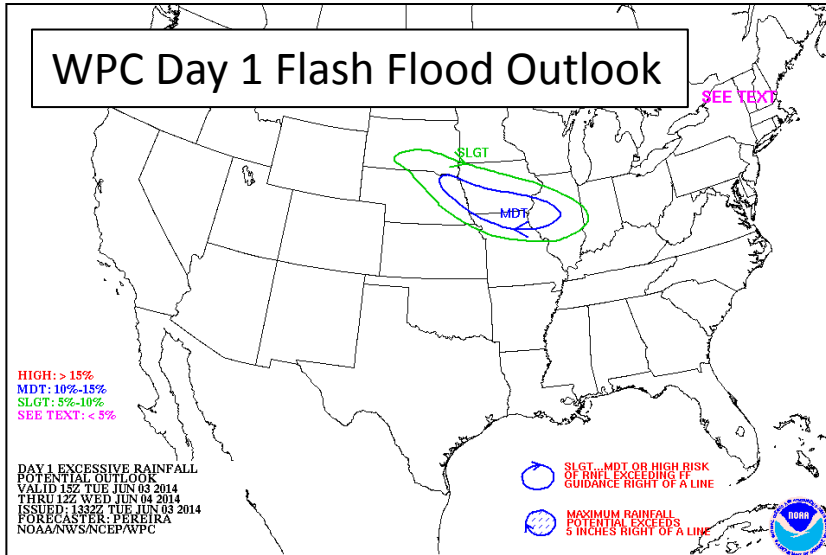 WPC Day 1 Flash Flood Outlook
SEE TEXT
SLGT
MDT
HIGH: > 15%
MDT: 10%-15%
SLGT: 5%-10%
SEE TEXT: < 5%
DAY 1 EXCESSIVE RAINFALL
POTENTIAL OUTLOOK
VALID 15Z TUE JUN 03 2014
THRU 12Z WED JUN 04 2014
ISSUED: 1332Z TUE JUN 03 2014
FORECASTER: PEREIRA
NOAA/NWS/NCEP/WPC
SLGT...MDT OR HIGH RISK
OF RNFL EXCEEDING FF
GUIDANCE RIGHT OF A LINE
MAXIMUM RAINFALL
POTENTIAL EXCEEDS
5 INCHES RIGHT OF A LINE
NOAA